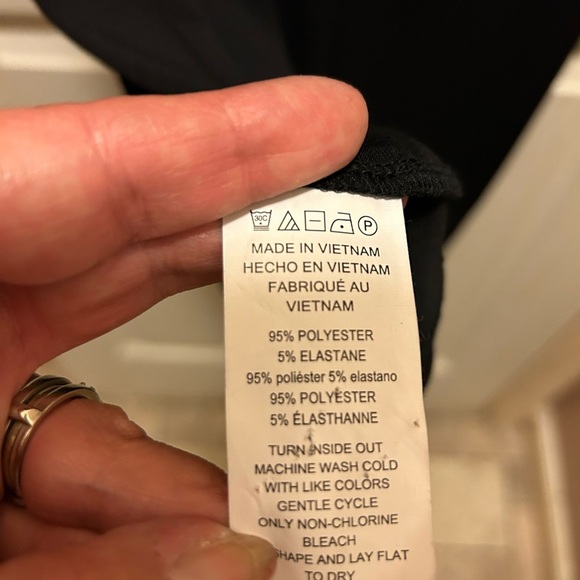 30C P
MADE IN VIETNAM
HECHO EN VIETNAM
FABRIQUÉ AU
VIETNAM
95% POLYESTER
5% ELASTANE
95% poliéster 5% elastano
95% POLYESTER
5% ÉLASTHANNE
TURN INSIDE OUT
MACHINE WASH COLD
WITH LIKE COLORS
GENTLE CYCLE
ONLY NON-CHLORINE
BLEACH
AND LAY FLAT
TO DRY